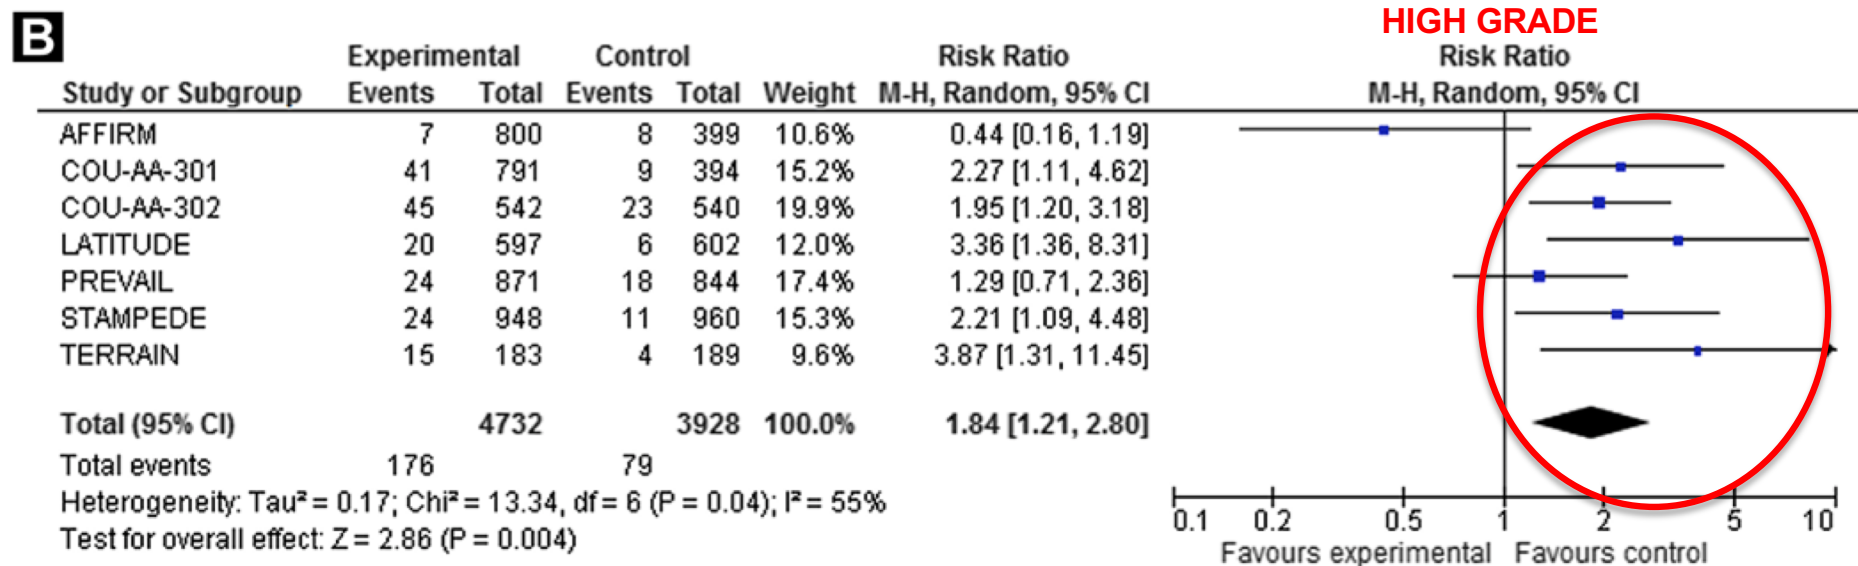 B
HIGH GRADE
Experimental Control Risk Ratio Risk Ratio
Study or Subgroup Events Total Events Total Weight M-H, Random, 95% CI M-H, Random, 95% CI
AFFIRM 7 800 8 399 10.6% 0.44 [0.16, 1.19]
COU-AA-301 41 791 9 394 15.2% 2.27 [1.11, 4.62]
COU-AA-302 45 542 23 540 19.9% 1.95 [1.20, 3.18]
LATITUDE 20 597 6 602 12.0% 3.36 [1.36, 8.31]
PREVAIL 24 871 18 844 17.4% 1.29 [0.71, 2.36]
STAMPEDE 24 948 11 960 15.3% 2.21 [1.09, 4.48]
TERRAIN 15 183 4 189 9.6% 3.87 [1.31, 11.45]
Total (95% CI) 4732 3928 100.0% 1.84 [1.21, 2.80]
Total events 176 79
Heterogeneity: Tau² = 0.17; Chi² = 13.34, df = 6 (P = 0.04); I² = 55%
Test for overall effect: Z = 2.86 (P = 0.004)
0.1 0.2 0.5 1 2 5 10
Favours experimental Favours control